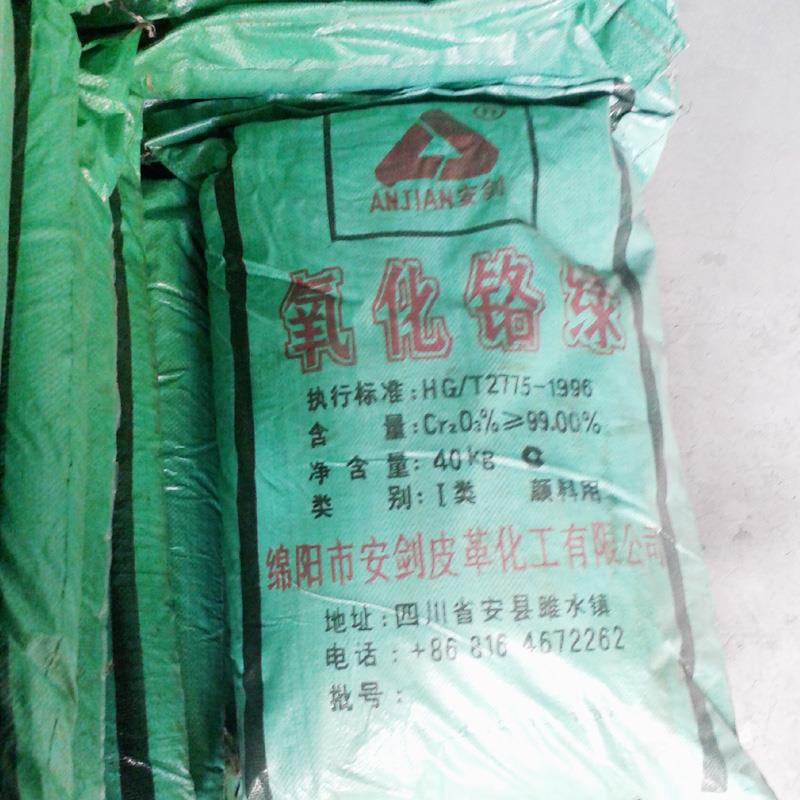 ANJIAN安剑
氧化铬绿
执行标准:HG/T2775-1996
含 量:Cr₂O₃%≥99.00%
净含量:40kg
类 别:I类 颜料用
绵阳市安剑皮革化工有限公司
地址:四川省安县雎水镇
电话:+86 816 4672262
批号: